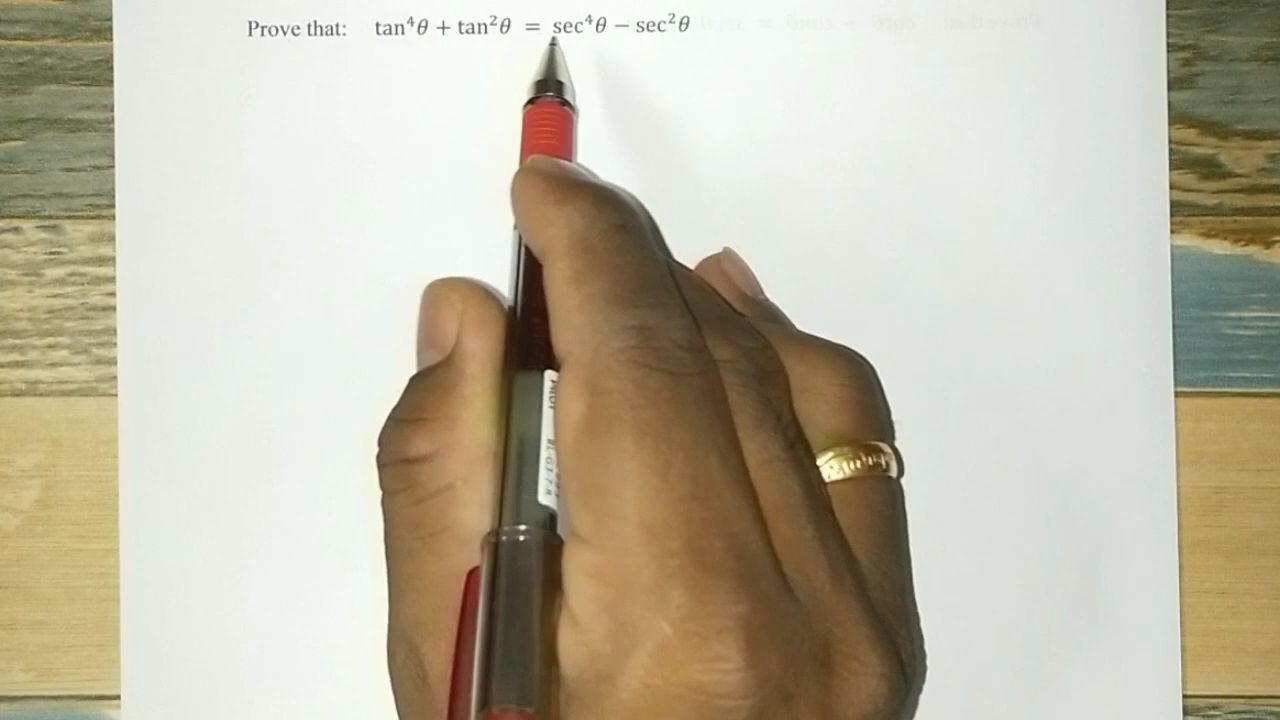 Prove that: tan⁴θ + tan²θ = sec⁴θ − sec²θ